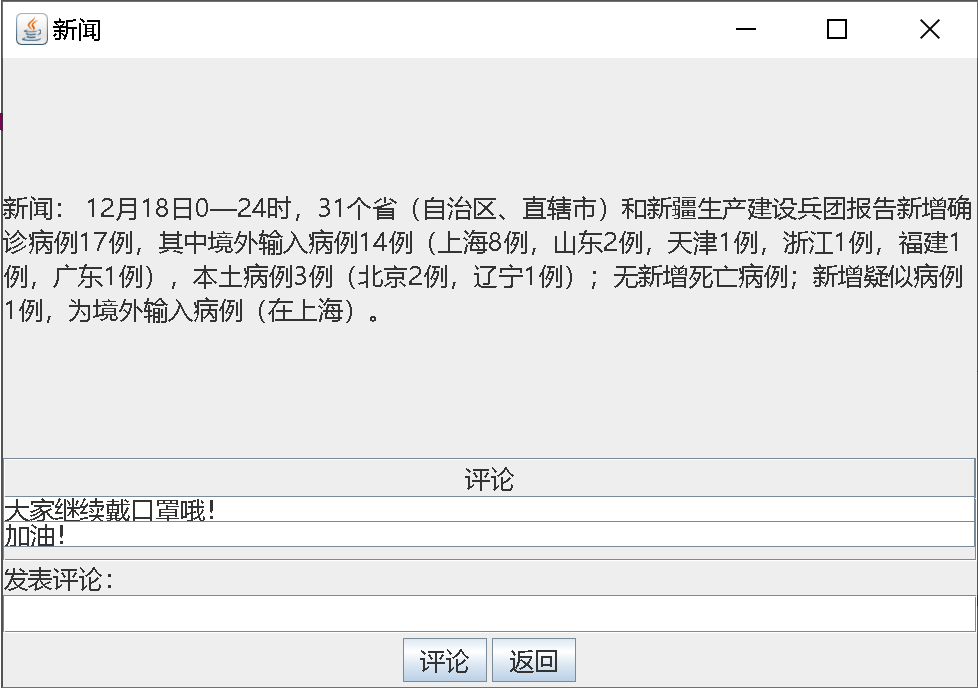 新闻
新闻： 12月18日0—24时，31个省（自治区、直辖市）和新疆生产建设兵团报告新增确
诊病例17例，其中境外输入病例14例（上海8例，山东2例，天津1例，浙江1例，福建1
例，广东1例），本土病例3例（北京2例，辽宁1例）；无新增死亡病例；新增疑似病例
1例，为境外输入病例（在上海）。
评论
大家继续戴口罩哦！
加油！
发表评论：
评论 返回